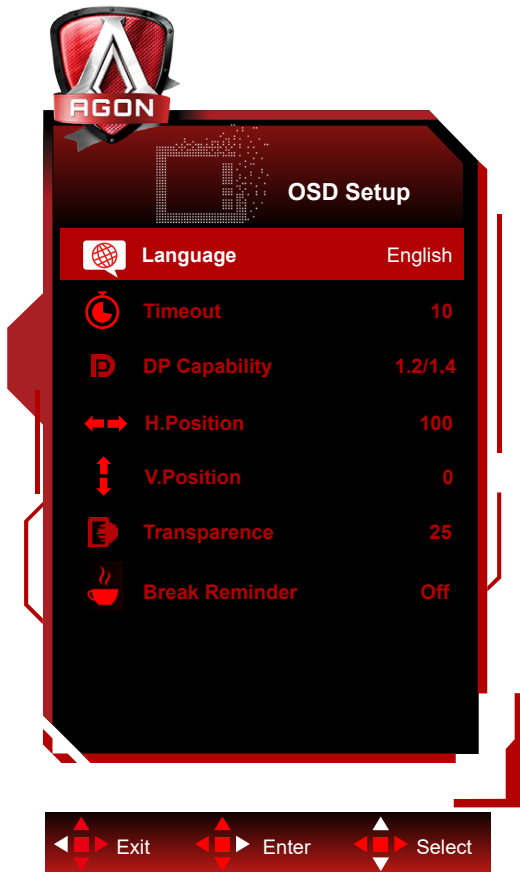 AGON
OSD Setup
Language English
Timeout 10
DP Capability 1.2/1.4
H.Position 100
V.Position 0
Transparence 25
Break Reminder Off
Exit Enter Select